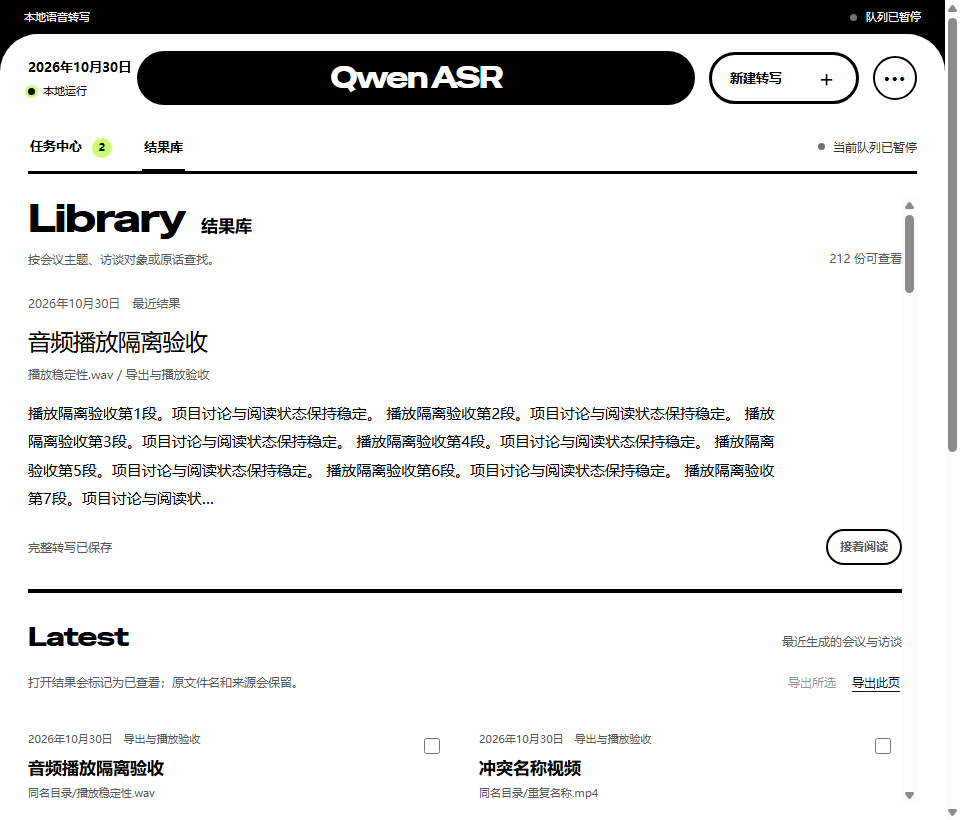 本地语音转写
队列已暂停
2026年10月30日
本地运行
Qwen ASR
新建转写 +
任务中心 2
结果库
当前队列已暂停
Library 结果库
按会议主题、访谈对象或原话查找。
212 份可查看
2026年10月30日 最近结果
音频播放隔离验收
播放稳定性.wav / 导出与播放验收
播放隔离验收第1段。项目讨论与阅读状态保持稳定。 播放隔离验收第2段。项目讨论与阅读状态保持稳定。 播放
隔离验收第3段。项目讨论与阅读状态保持稳定。 播放隔离验收第4段。项目讨论与阅读状态保持稳定。 播放隔离
验收第5段。项目讨论与阅读状态保持稳定。 播放隔离验收第6段。项目讨论与阅读状态保持稳定。 播放隔离验收
第7段。项目讨论与阅读状...
完整转写已保存
接着阅读
Latest
最近生成的会议与访谈
打开结果会标记为已查看；原文件名和来源会保留。
导出所选 导出此页
2026年10月30日 导出与播放验收
音频播放隔离验收
同名目录/播放稳定性.wav
2026年10月30日 导出与播放验收
冲突名称视频
同名目录/重复名称.mp4